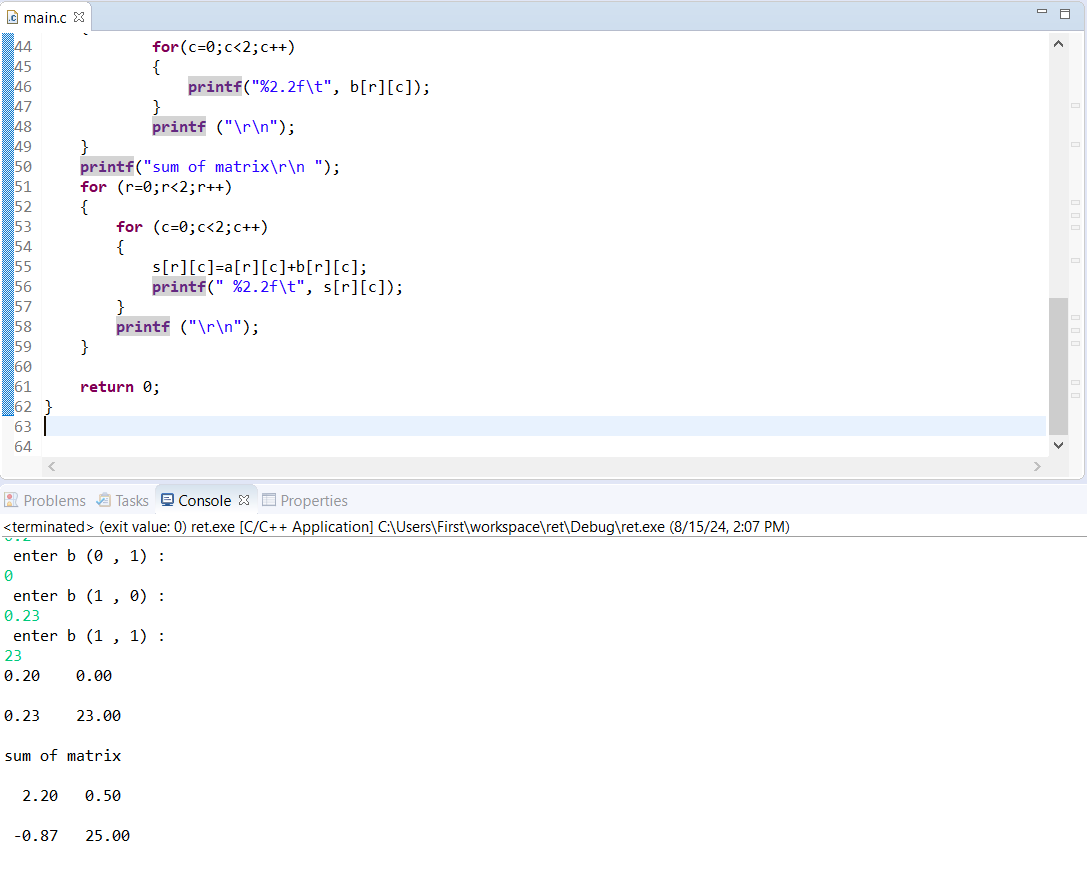 main.c
44 for(c=0;c<2;c++)
45 {
46 printf("%2.2f\t", b[r][c]);
47 }
48 printf ("\r\n");
49 }
50 printf("sum of matrix\r\n ");
51 for (r=0;r<2;r++)
52 {
53 for (c=0;c<2;c++)
54 {
55 s[r][c]=a[r][c]+b[r][c];
56 printf(" %2.2f\t", s[r][c]);
57 }
58 printf ("\r\n");
59 }
60
61 return 0;
62 }
63
64
Problems Tasks Console Properties
<terminated> (exit value: 0) ret.exe [C/C++ Application] C:\Users\First\workspace\ret\Debug\ret.exe (8/15/24, 2:07 PM)
0.2
enter b (0 , 1) :
0
enter b (1 , 0) :
0.23
enter b (1 , 1) :
23
0.20 0.00
0.23 23.00
sum of matrix
2.20 0.50
-0.87 25.00